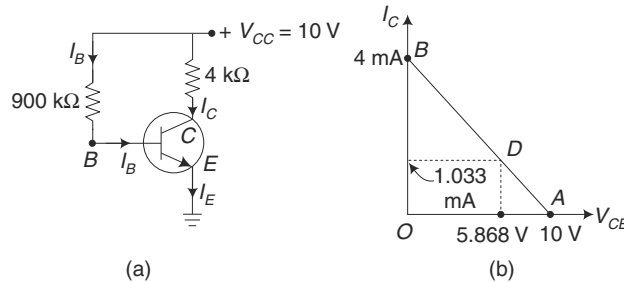 + V_CC = 10 V
I_B
4 kΩ
900 kΩ
I_C
C
B
I_B
E
I_E
(a)
I_C
B
4 mA
D
1.033
mA
A
O
V_CE
5.868 V
10 V
(b)